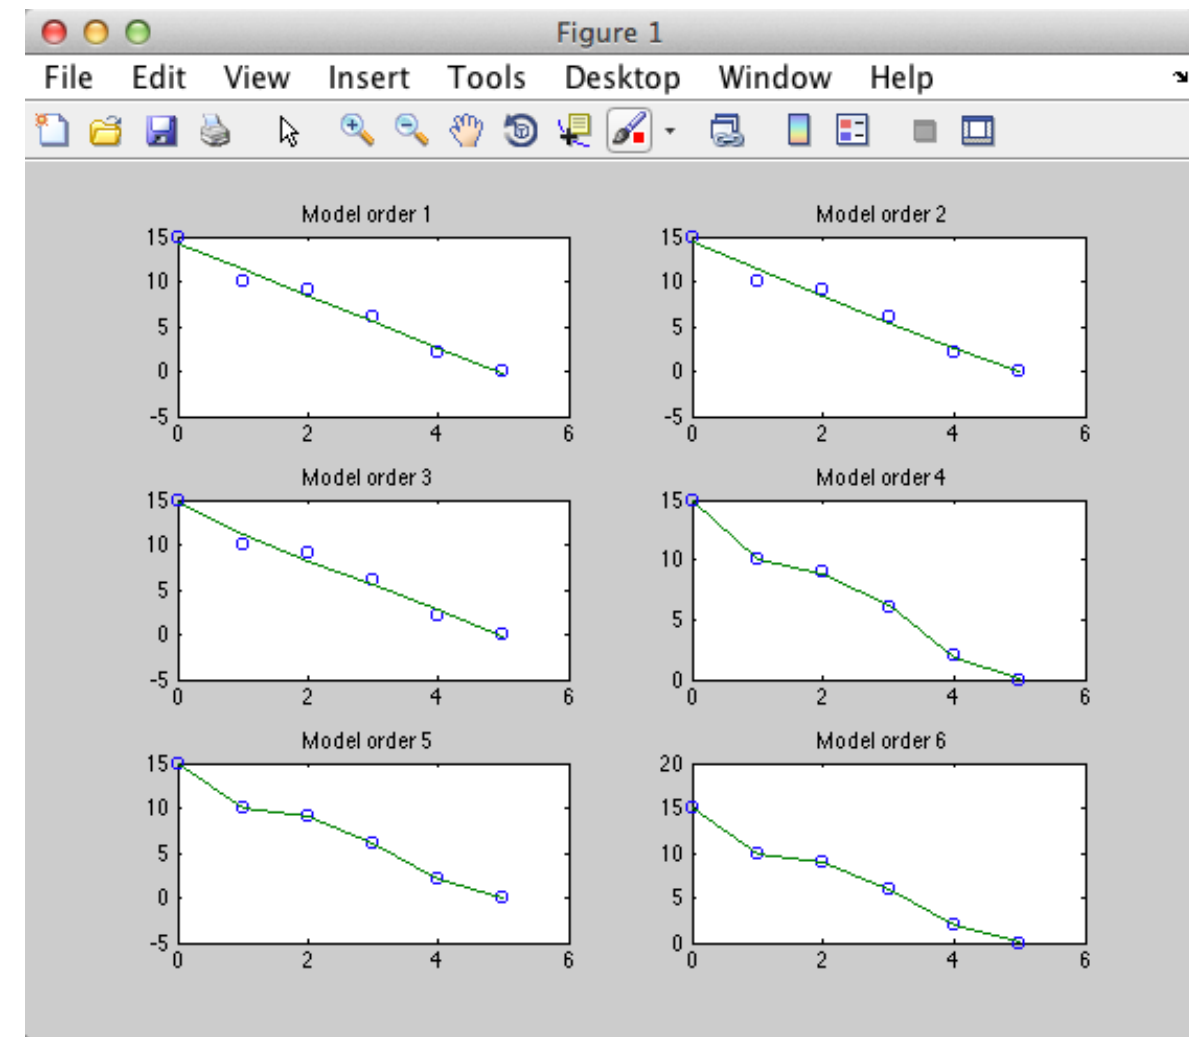 Figure 1
File Edit View Insert Tools Desktop Window Help
Model order 1
15
10
5
0
-5
0 2 4 6
Model order 2
15
10
5
0
-5
0 2 4 6
Model order 3
15
10
5
0
-5
0 2 4 6
Model order 4
15
10
5
0
0 2 4 6
Model order 5
15
10
5
0
-5
0 2 4 6
Model order 6
20
15
10
5
0
0 2 4 6